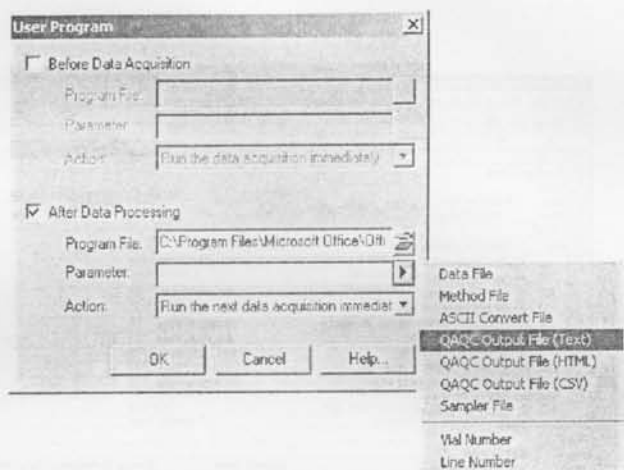 User Program
Before Data Acquisition
Program File:
Parameter:
Action: Run the data acquisition immediately
After Data Processing
Program File: C:\Program Files\Microsoft Office\Offi
Parameter:
Action: Run the next data acquisition immediat
OK Cancel Help...
Data File
Method File
ASCII Convert File
QAQC Output File (Text)
QAQC Output File (HTML)
QAQC Output File (CSV)
Sampler File
Vial Number
Line Number